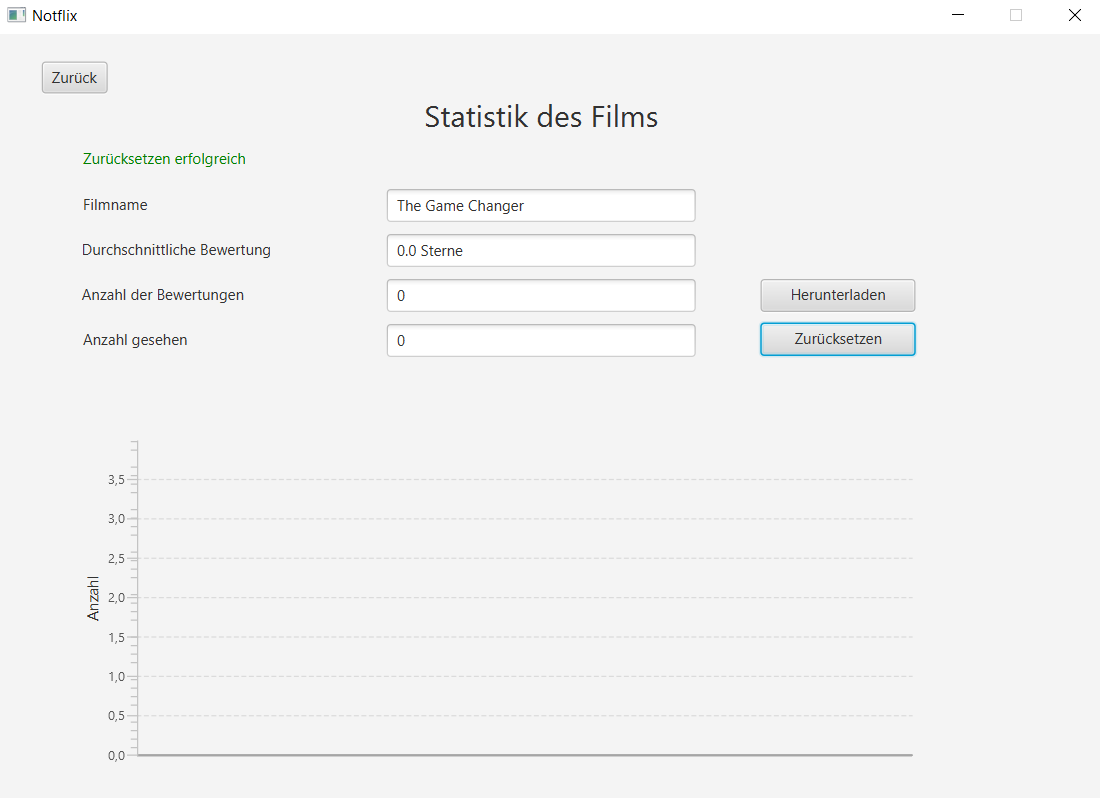 Notflix
Zurück
Statistik des Films
Zurücksetzen erfolgreich
Filmname The Game Changer
Durchschnittliche Bewertung 0.0 Sterne
Anzahl der Bewertungen 0 Herunterladen
Anzahl gesehen 0 Zurücksetzen
Anzahl
3,5
3,0
2,5
2,0
1,5
1,0
0,5
0,0